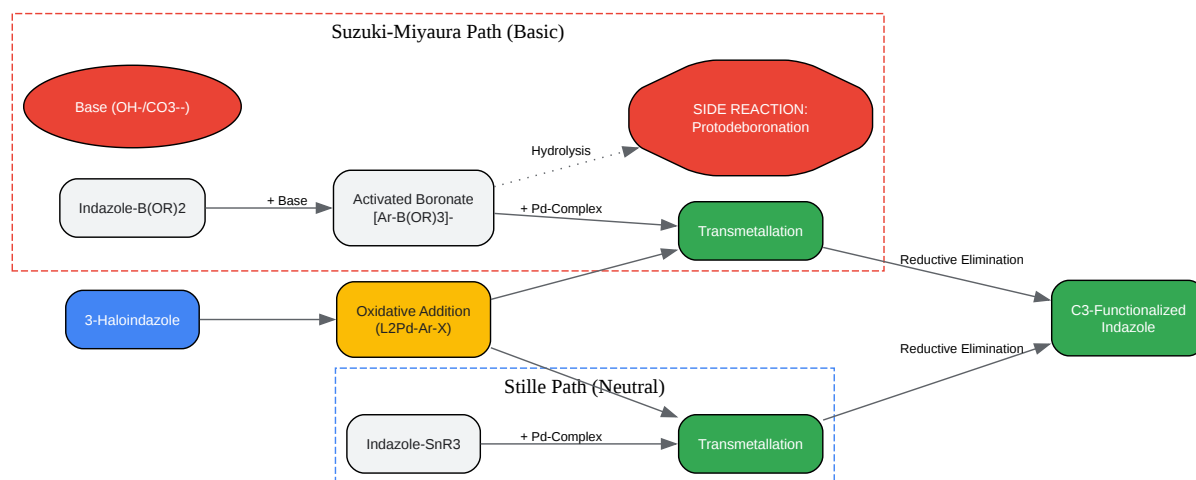 Suzuki-Miyaura Path (Basic)
Base (OH-/CO3--)
SIDE REACTION:
Protodeboronation
Hydrolysis
Indazole-B(OR)2
+ Base
Activated Boronate
[Ar-B(OR)3]-
+ Pd-Complex
Transmetallation
Reductive Elimination
3-Haloindazole
Oxidative Addition
(L2Pd-Ar-X)
C3-Functionalized
Indazole
Reductive Elimination
Stille Path (Neutral)
Indazole-SnR3
+ Pd-Complex
Transmetallation